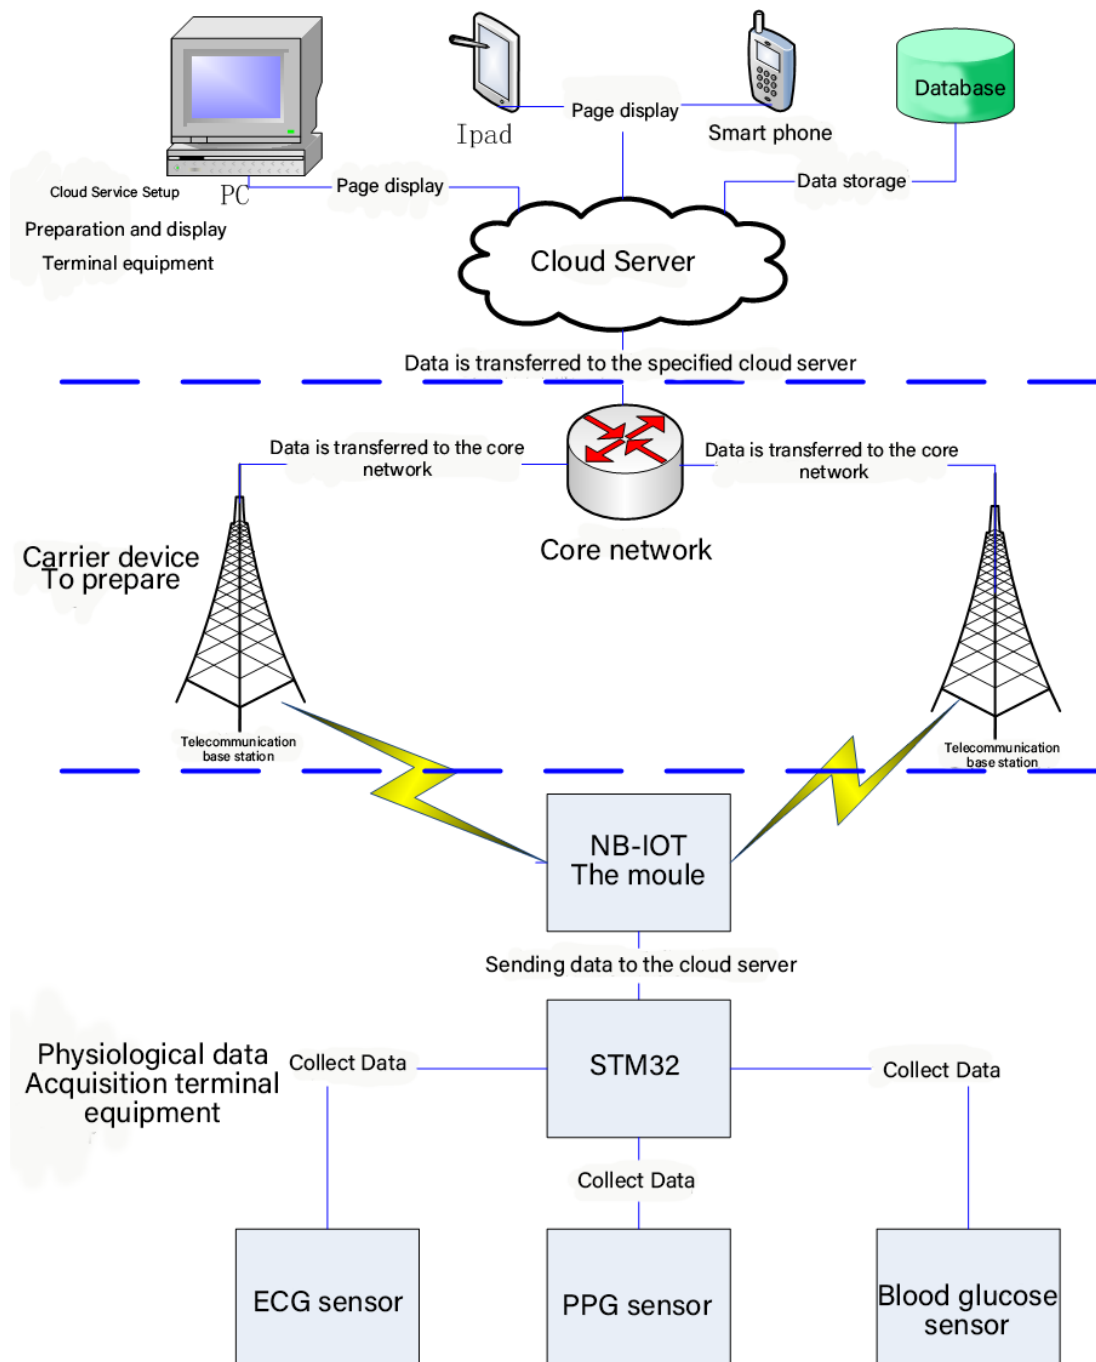 Database
Page display
Ipad
Smart phone
Cloud Service Setup
PC
Page display
Data storage
Preparation and display
Terminal equipment
Cloud Server
Data is transferred to the specified cloud server
Data is transferred to the core
network
Data is transferred to the core
network
Core network
Carrier device
To prepare
Telecommunication
base station
Telecommunication
base station
NB-IOT
The moule
Sending data to the cloud server
Physiological data
Acquisition terminal
equipment
Collect Data
STM32
Collect Data
Collect Data
ECG sensor
PPG sensor
Blood glucose
sensor